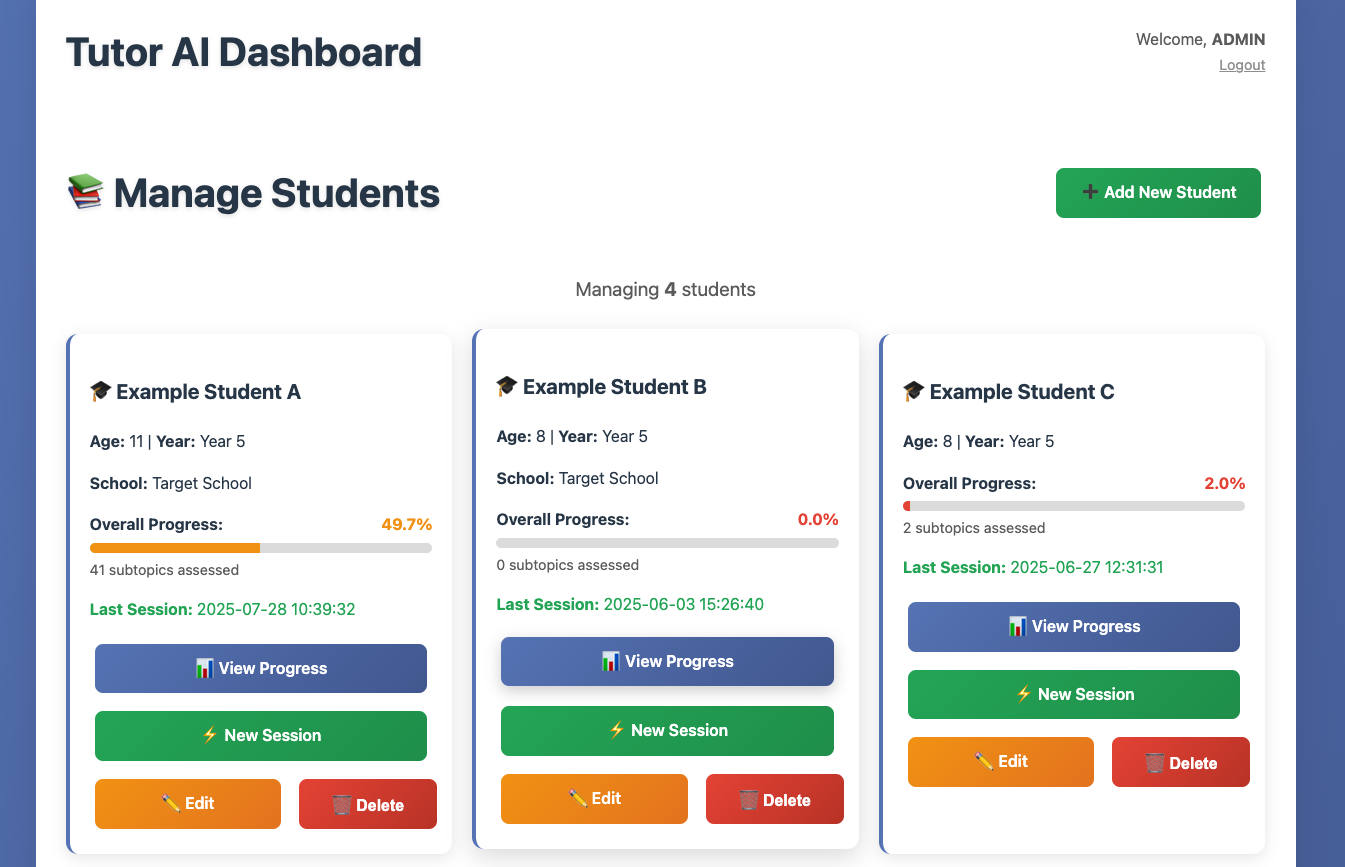 Tutor AI Dashboard
Welcome, ADMIN
Logout
📚 Manage Students
➕ Add New Student
Managing 4 students
🎓 Example Student A
Age: 11 | Year: Year 5
School: Target School
Overall Progress: 49.7%
41 subtopics assessed
Last Session: 2025-07-28 10:39:32
📊 View Progress
⚡ New Session
✏️ Edit
🗑️ Delete
🎓 Example Student B
Age: 8 | Year: Year 5
School: Target School
Overall Progress: 0.0%
0 subtopics assessed
Last Session: 2025-06-03 15:26:40
📊 View Progress
⚡ New Session
✏️ Edit
🗑️ Delete
🎓 Example Student C
Age: 8 | Year: Year 5
Overall Progress: 2.0%
2 subtopics assessed
Last Session: 2025-06-27 12:31:31
📊 View Progress
⚡ New Session
✏️ Edit
🗑️ Delete